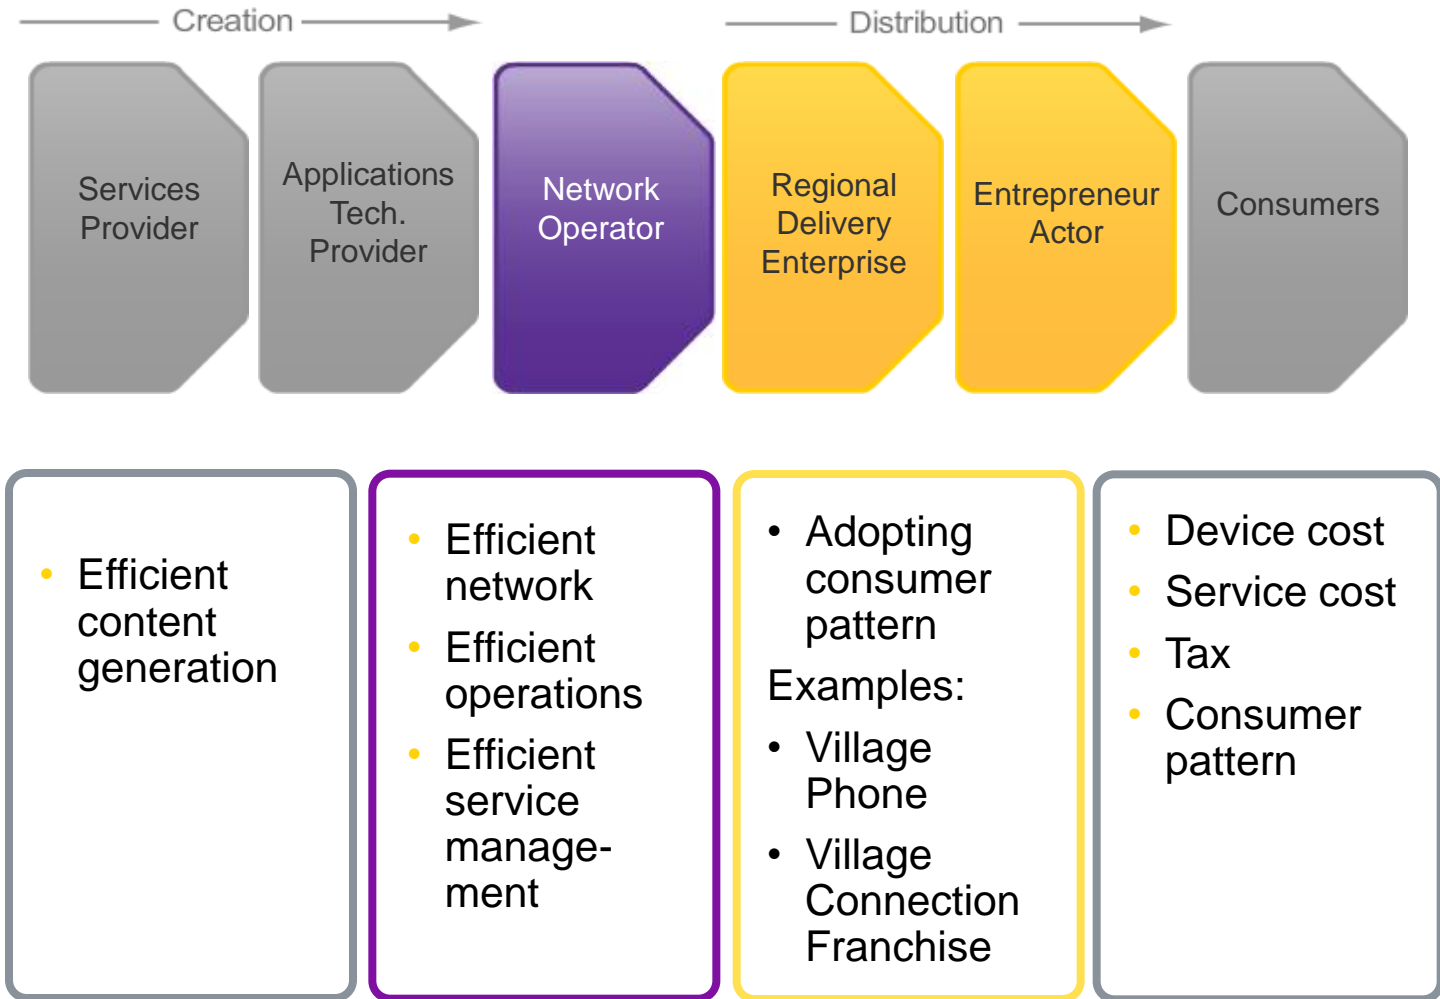 Creation
Distribution
Services
Provider
Applications
Tech.
Provider
Network
Operator
Regional
Delivery
Enterprise
Entrepreneur
Actor
Consumers
• Efficient
content
generation
• Efficient
network
• Efficient
operations
• Efficient
service
manage-
ment
• Adopting
consumer
pattern
Examples:
• Village
Phone
• Village
Connection
Franchise
• Device cost
• Service cost
• Tax
• Consumer
pattern